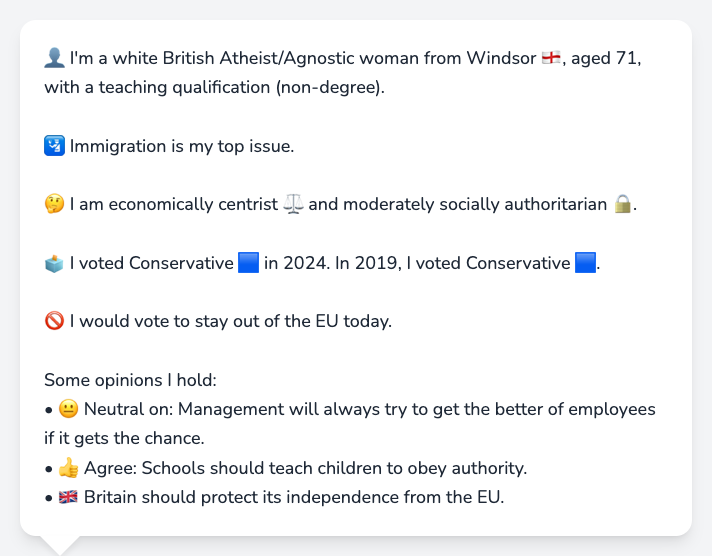 👤 I'm a white British Atheist/Agnostic woman from Windsor 🏴󠁧󠁢󠁥󠁮󠁧󠁿, aged 71,
with a teaching qualification (non-degree).
🛂 Immigration is my top issue.
🤔 I am economically centrist ⚖️ and moderately socially authoritarian 🔒.
🗳️ I voted Conservative 🟦 in 2024. In 2019, I voted Conservative 🟦.
🚫 I would vote to stay out of the EU today.
Some opinions I hold:
• 😐 Neutral on: Management will always try to get the better of employees
if it gets the chance.
• 👍 Agree: Schools should teach children to obey authority.
• 🇬🇧 Britain should protect its independence from the EU.